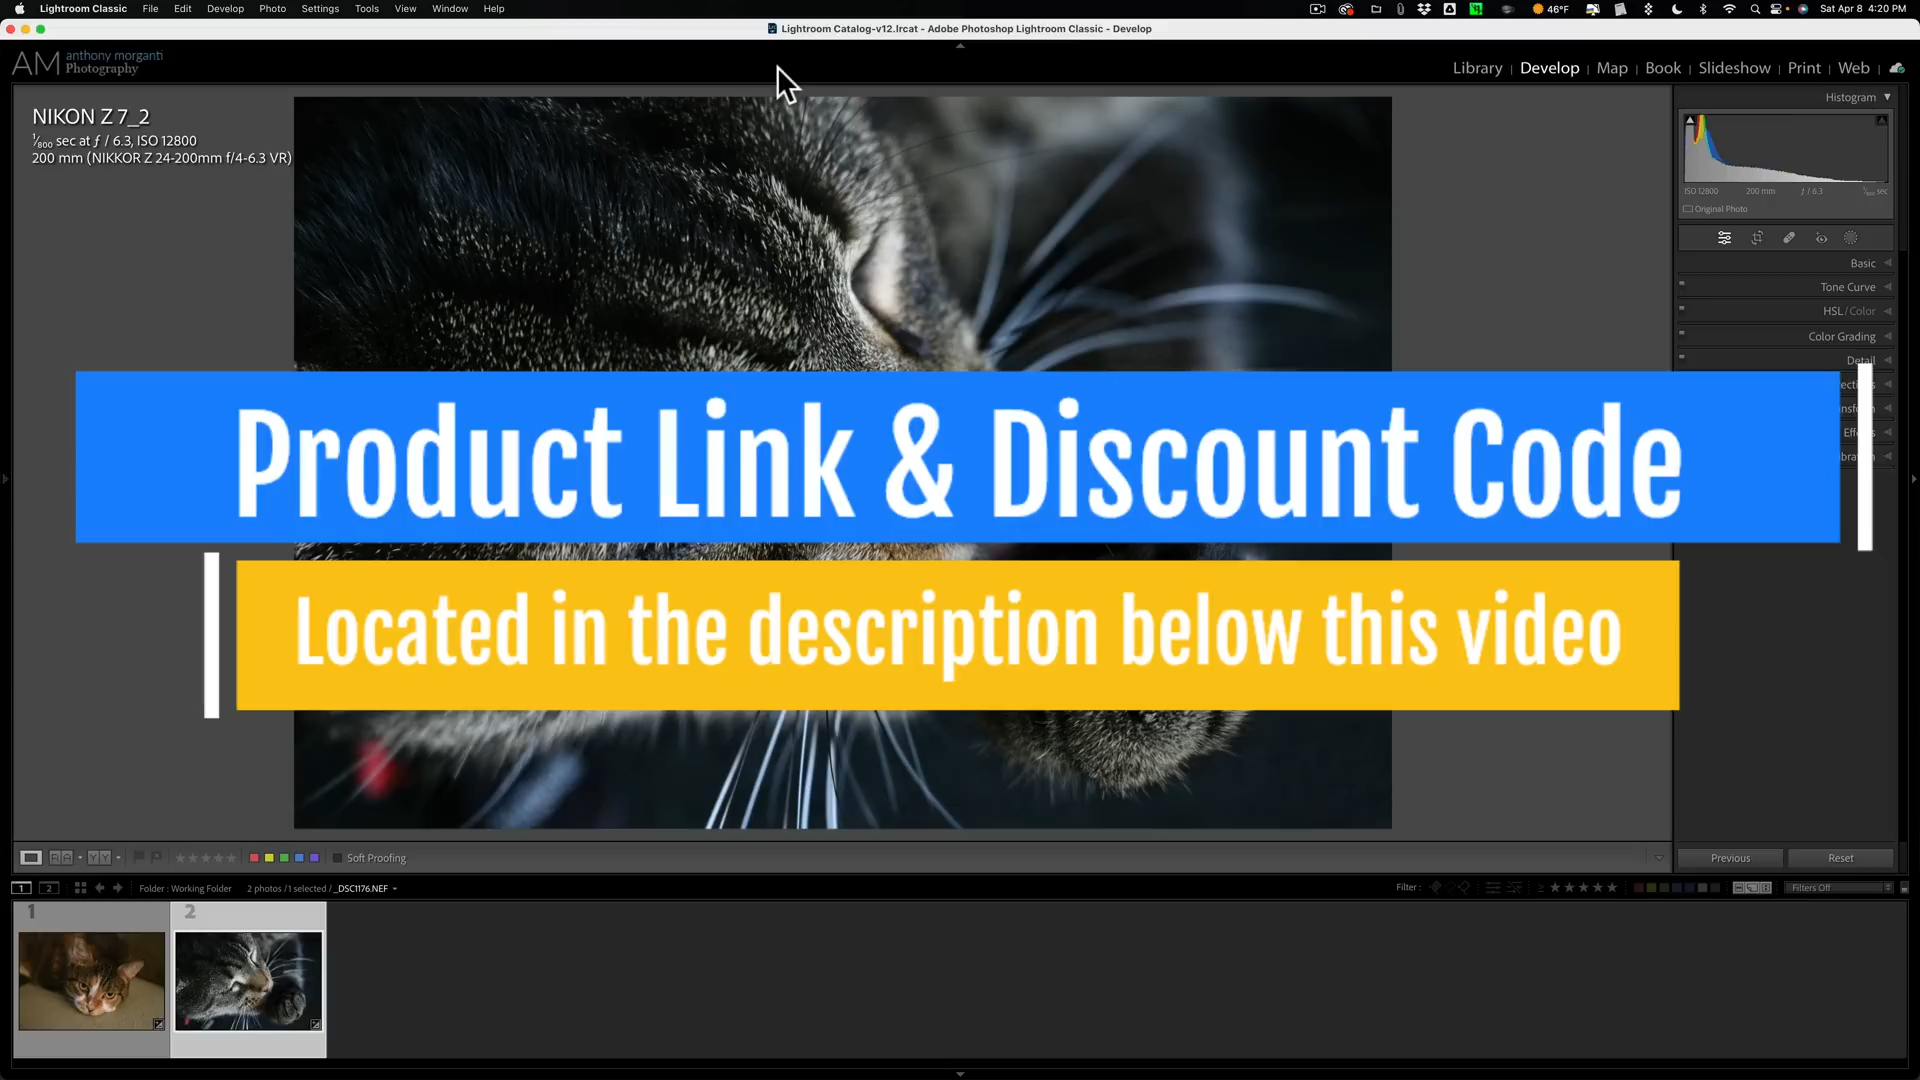 Lightroom Classic File Edit Develop Photo Settings Tools View Window Help 46°F Sat Apr 8 4:20 PM
Lightroom Catalog-v12.lrcat - Adobe Photoshop Lightroom Classic - Develop
AM anthony morganti
Photography
Library | Develop | Map | Book | Slideshow | Print | Web
NIKON Z 7_2
1/800 sec at ƒ / 6.3, ISO 12800
200 mm (NIKKOR Z 24-200mm f/4-6.3 VR)
Histogram
ISO 12800 200 mm ƒ / 6.3 1/800 sec
Original Photo
Basic
Tone Curve
HSL / Color
Color Grading
Detail
Product Link & Discount Code
Located in the description below this video
Soft Proofing
Previous Reset
1 2 Folder : Working Folder 2 photos / 1 selected / _DSC1176.NEF Filter : Filters Off
1 2